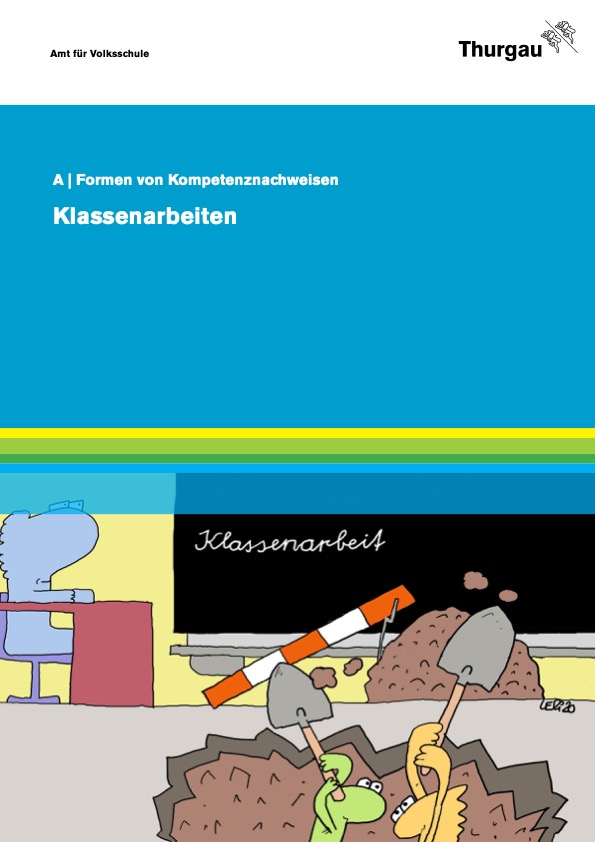 Amt für Volksschule
Thurgau
A | Formen von Kompetenznachweisen
Klassenarbeiten
Klassenarbeit